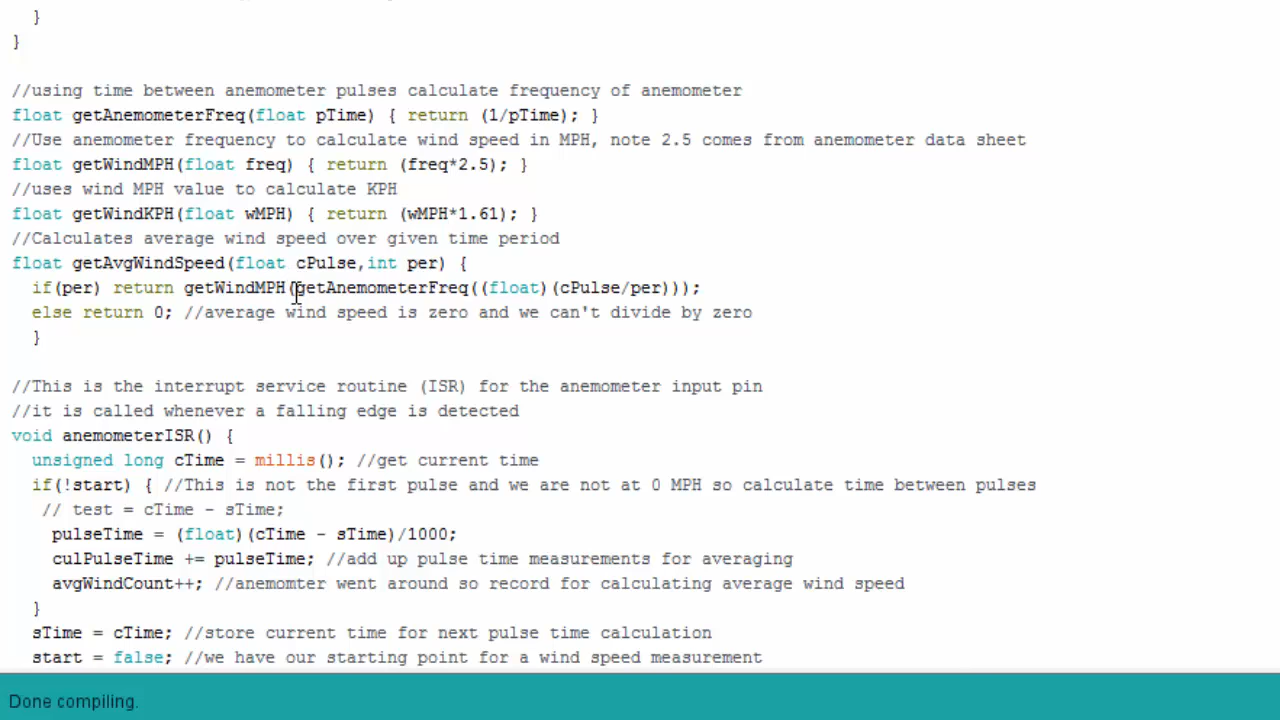 }
}
//using time between anemometer pulses calculate frequency of anemometer
float getAnemometerFreq(float pTime) { return (1/pTime); }
//Use anemometer frequency to calculate wind speed in MPH, note 2.5 comes from anemometer data sheet
float getWindMPH(float freq) { return (freq*2.5); }
//uses wind MPH value to calculate KPH
float getWindKPH(float wMPH) { return (wMPH*1.61); }
//Calculates average wind speed over given time period
float getAvgWindSpeed(float cPulse,int per) {
if(per) return getWindMPH(getAnemometerFreq((float)(cPulse/per)));
else return 0; //average wind speed is zero and we can't divide by zero
}
//This is the interrupt service routine (ISR) for the anemometer input pin
//it is called whenever a falling edge is detected
void anemometerISR() {
unsigned long cTime = millis(); //get current time
if(!start) { //This is not the first pulse and we are not at 0 MPH so calculate time between pulses
// test = cTime - sTime;
pulseTime = (float)(cTime - sTime)/1000;
culPulseTime += pulseTime; //add up pulse time measurements for averaging
avgWindCount++; //anemomter went around so record for calculating average wind speed
}
sTime = cTime; //store current time for next pulse time calculation
start = false; //we have our starting point for a wind speed measurement
Done compiling.